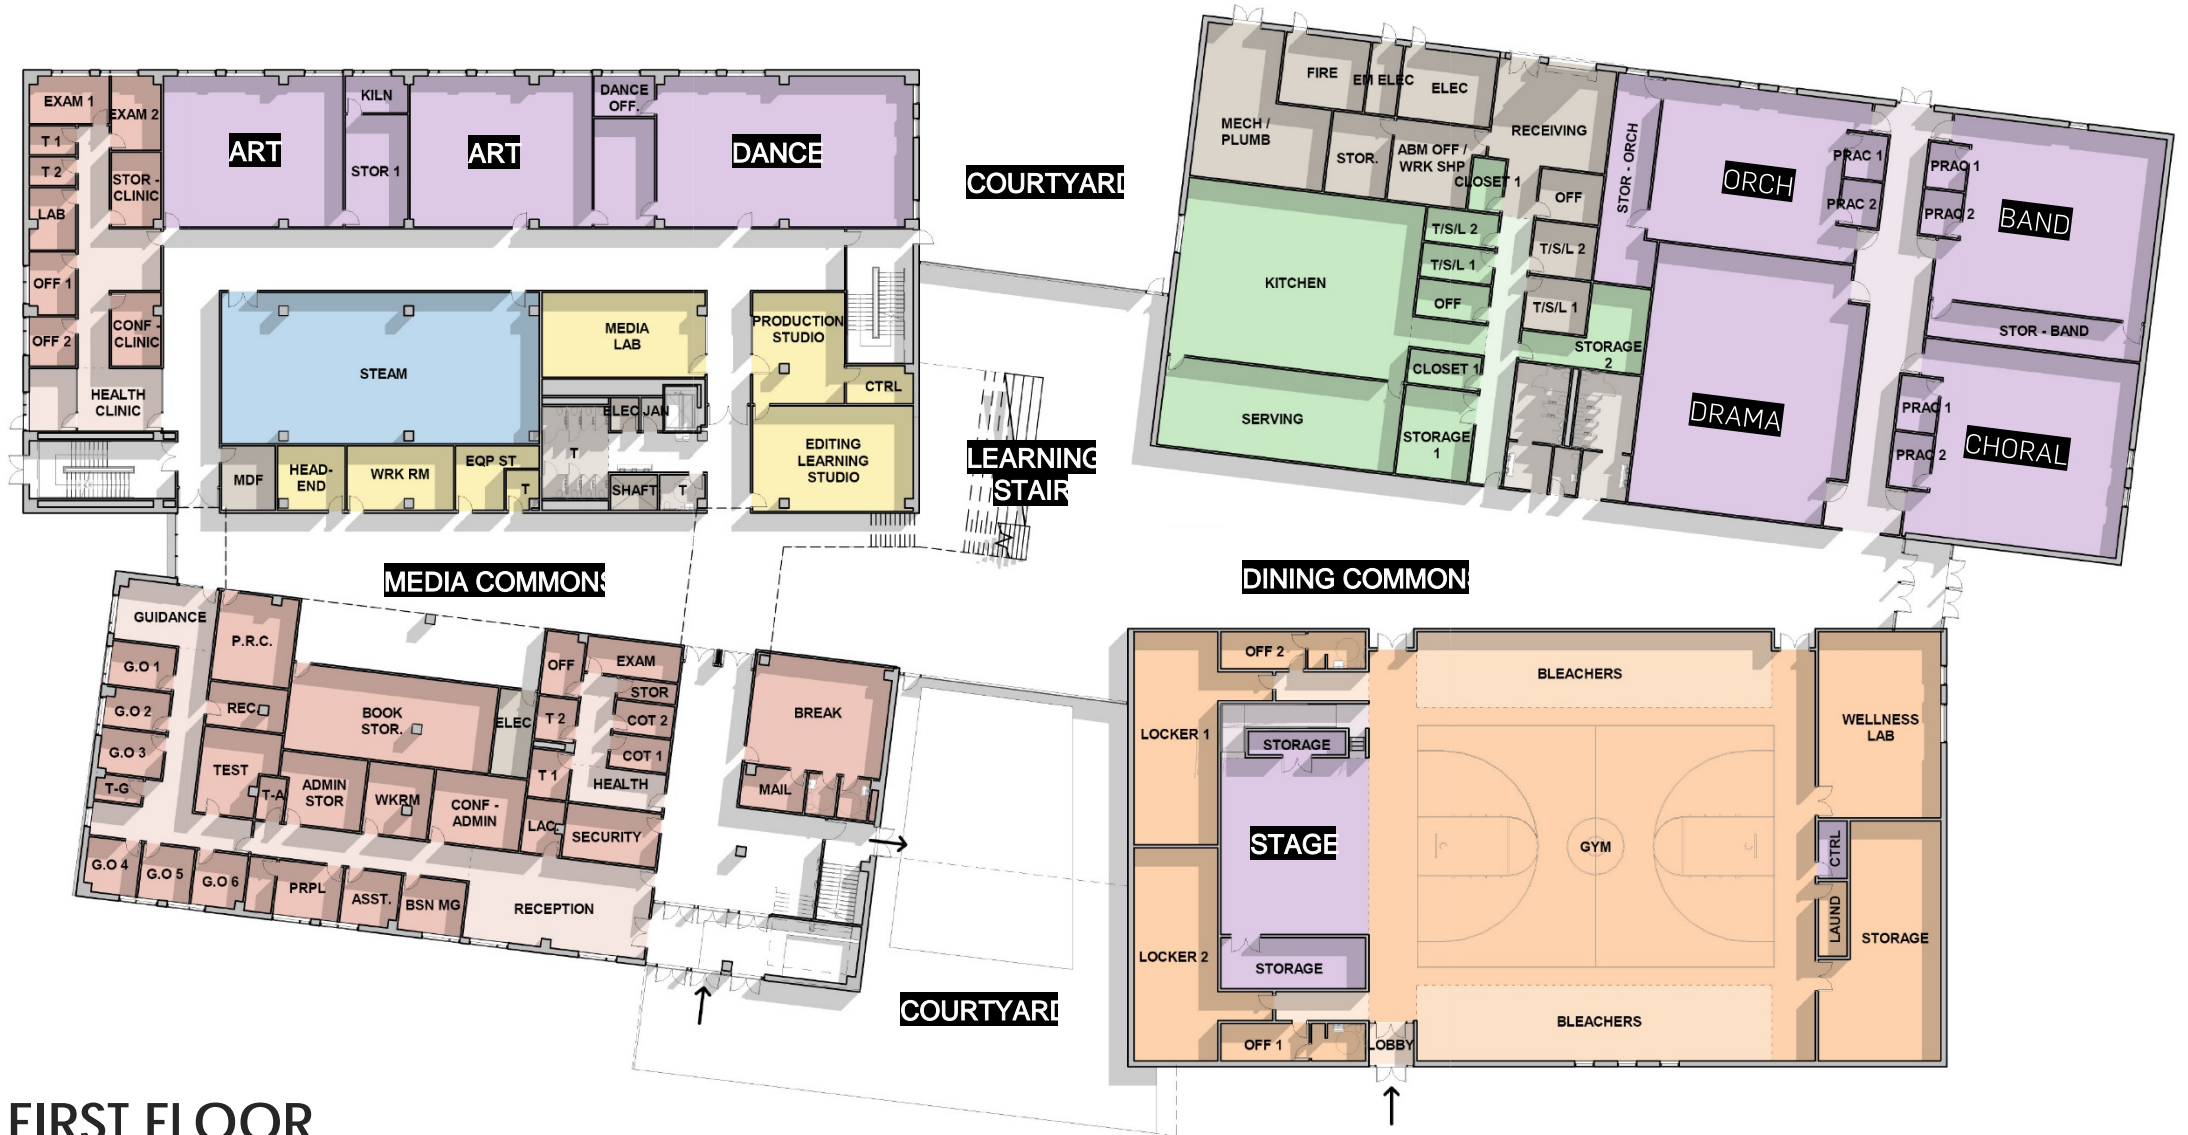 EXAM 1
EXAM 2
T 1
T 2
STOR -
CLINIC
LAB
OFF 1
OFF 2
CONF -
CLINIC
HEALTH
CLINIC
ART
KILN
STOR 1
ART
DANCE
OFF.
DANCE
STEAM
MEDIA
LAB
PRODUCTION
STUDIO
CTRL
ELEC
JAN
T
EDITING
LEARNING
STUDIO
MDF
HEAD-
END
WRK RM
EQP ST
T
SHAFT
T
COURTYARD
LEARNING
STAIR
MECH /
PLUMB
FIRE
EM ELEC
ELEC
STOR.
ABM OFF /
WRK SHP
RECEIVING
CLOSET 1
OFF
STOR - ORCH
ORCH
PRAC 1
PRAC 2
PRAC 1
PRAC 2
BAND
KITCHEN
T/S/L 2
T/S/L 1
OFF
T/S/L 2
T/S/L 1
STORAGE
2
CLOSET 1
SERVING
STORAGE
1
DRAMA
STOR - BAND
PRAC 1
PRAC 2
CHORAL
MEDIA COMMONS
DINING COMMONS
GUIDANCE
P.R.C.
G.O 1
G.O 2
G.O 3
T-G
REC
BOOK
STOR.
ELEC
OFF
EXAM
STOR
T 2
COT 2
COT 1
T 1
HEALTH
TEST
T-A
ADMIN
STOR
WKRM
CONF -
ADMIN
LAC.
SECURITY
G.O 4
G.O 5
G.O 6
PRPL
ASST.
BSN MG
RECEPTION
BREAK
MAIL
COURTYARD
OFF 2
LOCKER 1
STORAGE
STAGE
LOCKER 2
STORAGE
OFF 1
LOBBY
BLEACHERS
GYM
BLEACHERS
WELLNESS
LAB
CTRL
LAUND
STORAGE
FIRST FLOOR